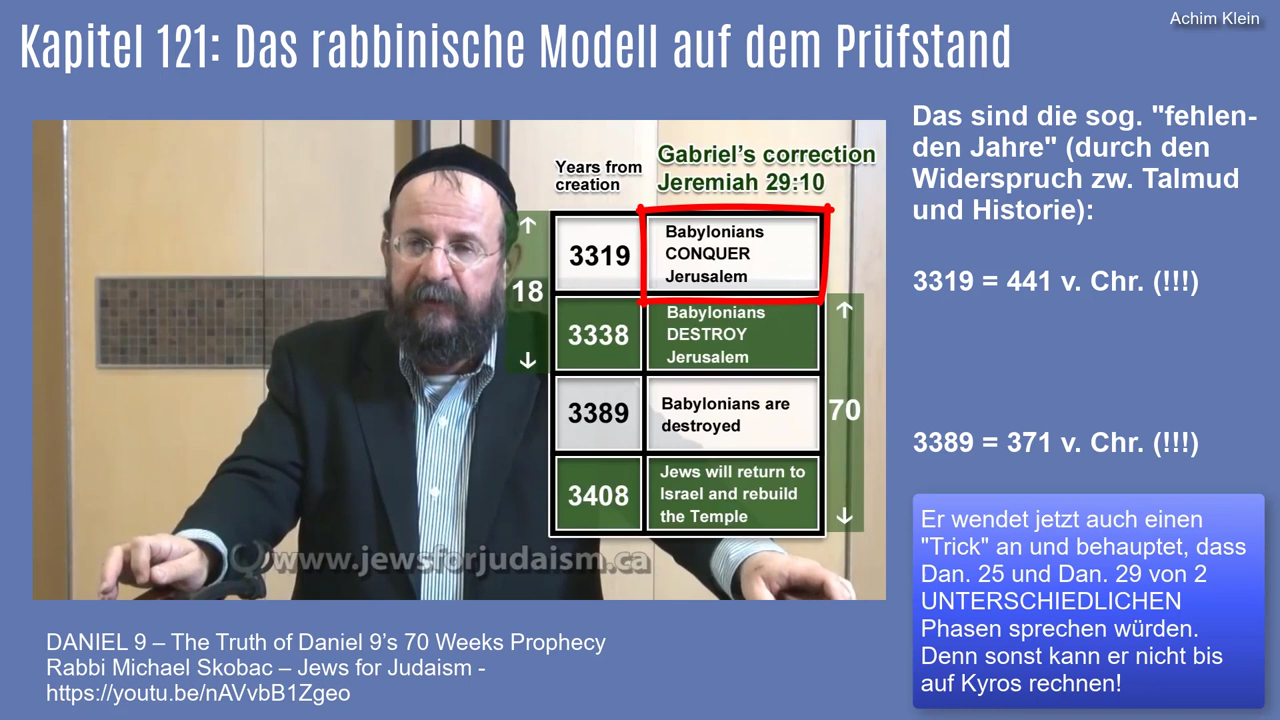 Achim Klein
Kapitel 121: Das rabbinische Modell auf dem Prüfstand
Years from
creation
Gabriel's correction
Jeremiah 29:10
18
3319
Babylonians
CONQUER
Jerusalem
3338
Babylonians
DESTROY
Jerusalem
3389
Babylonians are
destroyed
70
3408
Jews will return to
Israel and rebuild
the Temple
www.jewsforjudaism.ca
DANIEL 9 – The Truth of Daniel 9's 70 Weeks Prophecy
Rabbi Michael Skobac – Jews for Judaism -
https://youtu.be/nAVvbB1Zgeo
Das sind die sog. "fehlen-
den Jahre" (durch den
Widerspruch zw. Talmud
und Historie):
3319 = 441 v. Chr. (!!!)
3389 = 371 v. Chr. (!!!)
Er wendet jetzt auch einen
"Trick" an und behauptet, dass
Dan. 25 und Dan. 29 von 2
UNTERSCHIEDLICHEN
Phasen sprechen würden.
Denn sonst kann er nicht bis
auf Kyros rechnen!